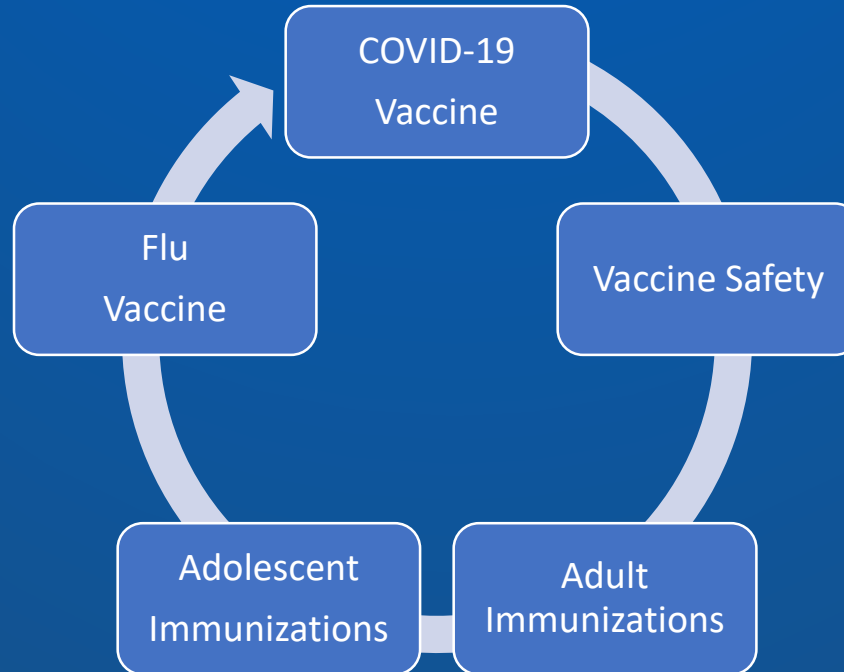 COVID-19
Vaccine
Vaccine Safety
Adult
Immunizations
Adolescent
Immunizations
Flu
Vaccine